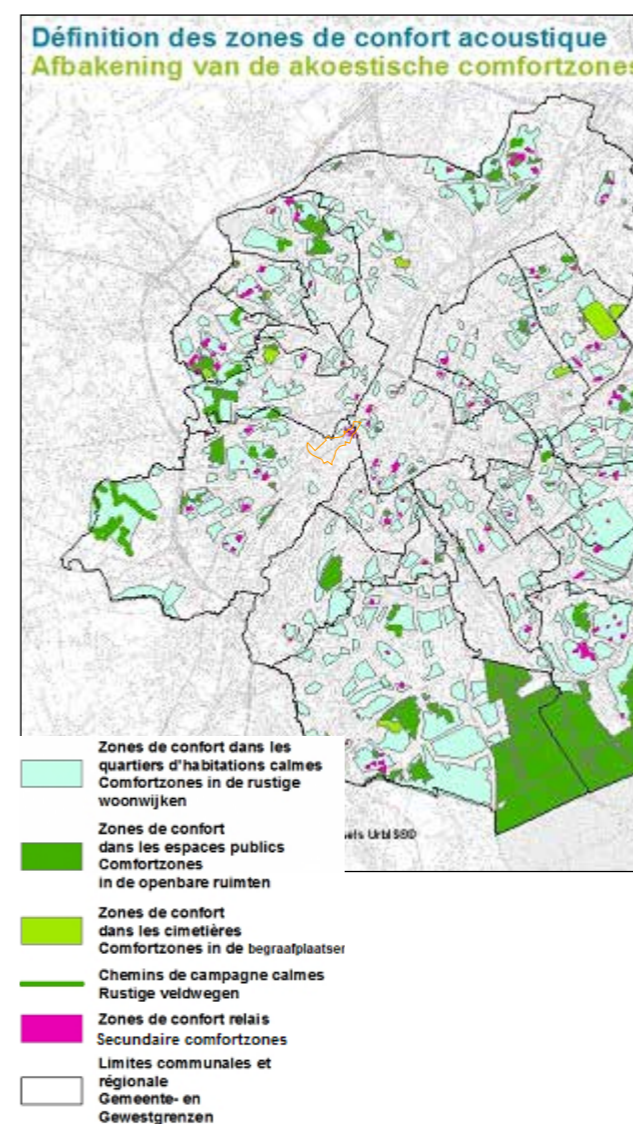 Définition des zones de confort acoustique
Afbakening van de akoestische comfortzones
Zones de confort dans les
quartiers d'habitations calmes
Comfortzones in de rustige
woonwijken
Zones de confort
dans les espaces publics
Comfortzones
in de openbare ruimten
Zones de confort
dans les cimetières
Comfortzones in de begraafplaatsen
Chemins de campagne calmes
Rustige veldwegen
Zones de confort relais
Secundaire comfortzones
Limites communales et
régionale
Gemeente- en
Gewestgrenzen